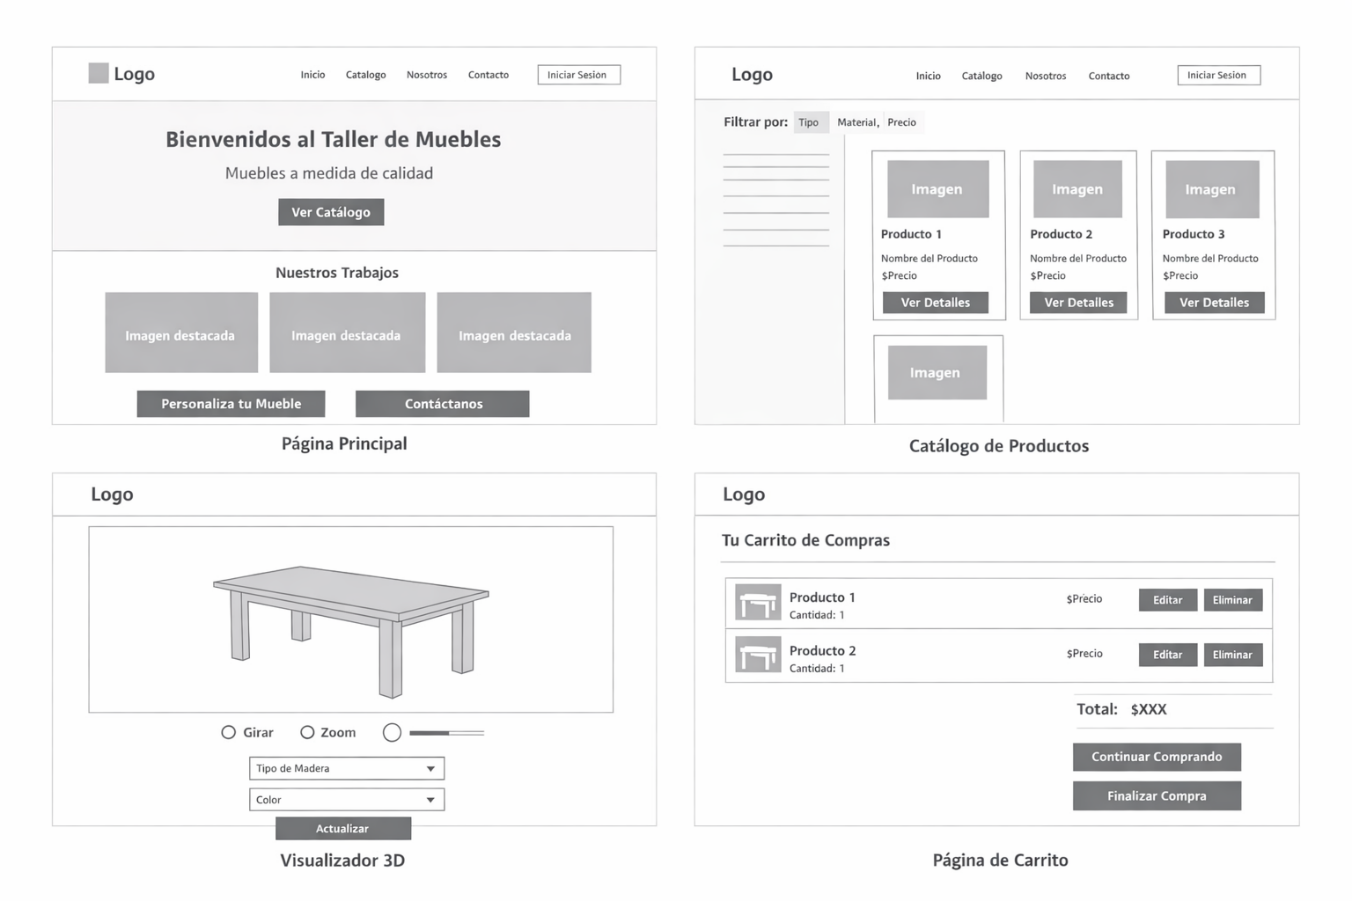 Logo
Inicio Catalogo Nosotros Contacto Iniciar Sesión
Bienvenidos al Taller de Muebles
Muebles a medida de calidad
Ver Catálogo
Nuestros Trabajos
Imagen destacada Imagen destacada Imagen destacada
Personaliza tu Mueble Contáctanos
Página Principal
Logo
Inicio Catálogo Nosotros Contacto Iniciar Sesión
Filtrar por: Tipo Material, Precio
Imagen Imagen Imagen
Producto 1 Producto 2 Producto 3
Nombre del Producto Nombre del Producto Nombre del Producto
$Precio $Precio $Precio
Ver Detalles Ver Detalles Ver Detalles
Imagen
Catálogo de Productos
Logo
Girar Zoom
Tipo de Madera
Color
Actualizar
Visualizador 3D
Logo
Tu Carrito de Compras
Producto 1 $Precio Editar Eliminar
Cantidad: 1
Producto 2 $Precio Editar Eliminar
Cantidad: 1
Total: $XXX
Continuar Comprando
Finalizar Compra
Página de Carrito